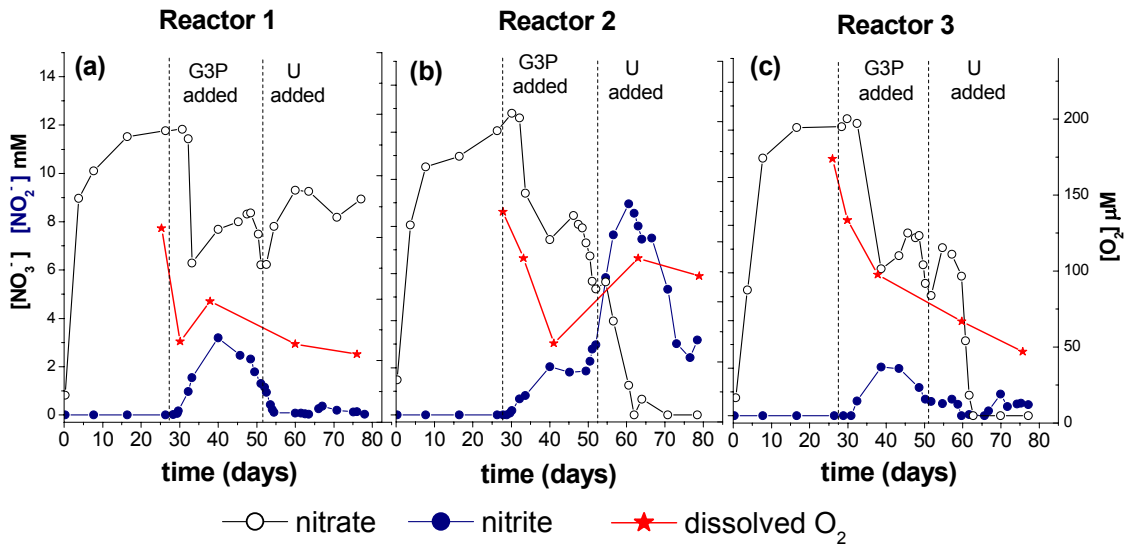 Reactor 1
Reactor 2
Reactor 3
(a)
G3P
added
U
added
(b)
G3P
added
U
added
(c)
G3P
added
U
added
[NO3-] [NO2-] mM
14
12
10
8
6
4
2
0
[O2] µM
200
150
100
50
0
0 10 20 30 40 50 60 70 80
0 10 20 30 40 50 60 70 80
0 10 20 30 40 50 60 70 80
time (days)
time (days)
time (days)
nitrate
nitrite
dissolved O2